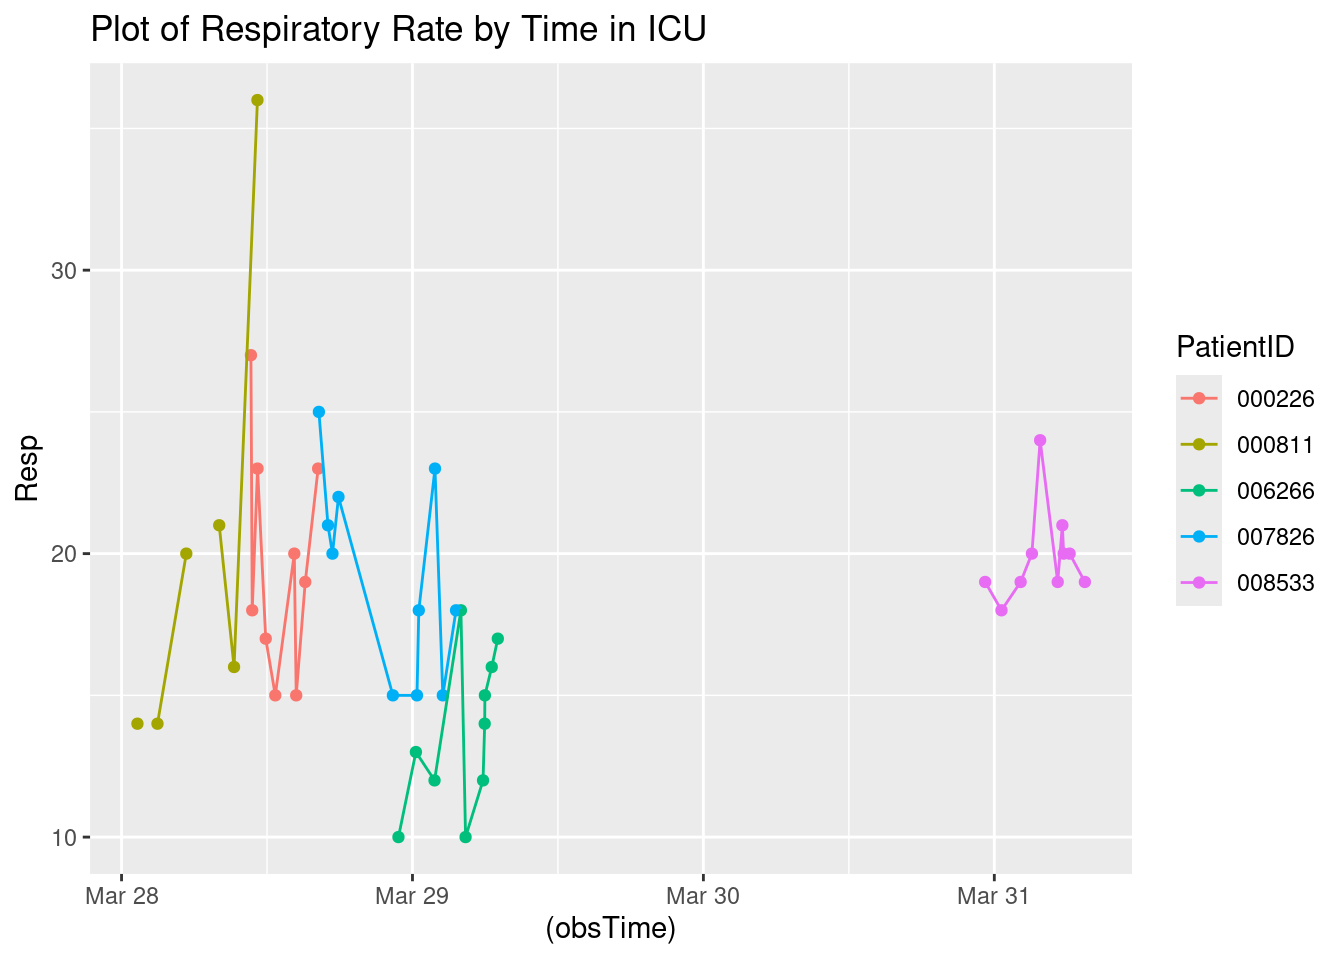 Plot of Respiratory Rate by Time in ICU
30
20
10
Resp
Mar 28
Mar 29
Mar 30
Mar 31
(obsTime)
PatientID
000226
000811
006266
007826
008533